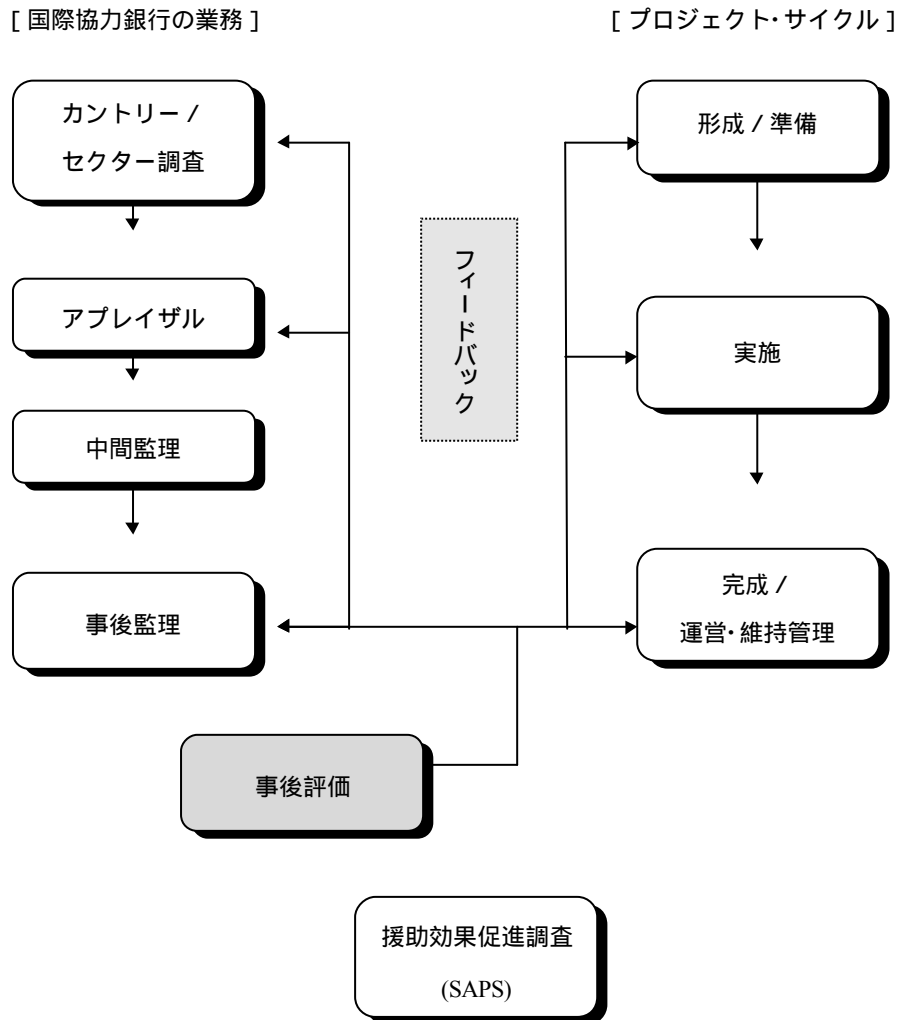 [ 国際協力銀行の業務 ]
[ プロジェクト・サイクル ]
カントリー /
セクター調査
アプレイザル
中間監理
事後監理
フィードバック
形成 / 準備
実施
完成 /
運営・維持管理
事後評価
援助効果促進調査
(SAPS)